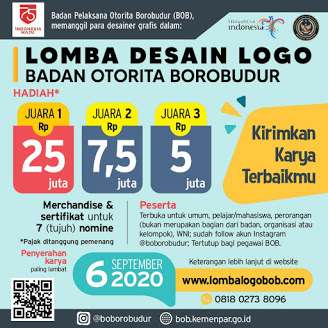 75
INDONESIA
MAJU
Badan Pelaksana Otorita Borobudur (BOB),
memanggil para desainer grafis dalam:
wonderful
indonesia
LOMBA DESAIN LOGO
BADAN OTORITA BOROBUDUR
HADIAH*
JUARA 1
Rp
25
juta
JUARA 2
Rp
7,5
juta
JUARA 3
Rp
5
juta
Kirimkan
Karya
Terbaikmu
Merchandise &
sertifikat untuk
7 (tujuh) nomine
*Pajak ditanggung pemenang
Peserta
Terbuka untuk umum, pelajar/mahasiswa, perorangan
(bukan merupakan bagian dari badan, organisasi atau
kelompok), WNI; sudah follow akun Instagram
@boborobudur; Tertutup bagi pegawai BOB.
Penyerahan
karya
paling lambat
6 SEPTEMBER
2020
Keterangan lebih lanjut di website
www.lombalogobob.com
0818 0273 8096
@boborobudur
bob.kemenpar.go.id